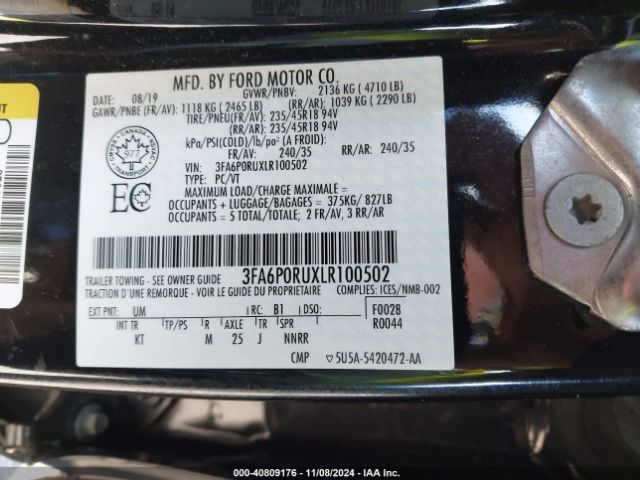 MFD. BY FORD MOTOR CO.
DATE: 08/19 GVWR/PNBV: 2136 KG ( 4710 LB)
GAWR/PNBE (FR/AV): 1118 KG ( 2465 LB) (RR/AR): 1039 KG ( 2290 LB)
TIRE/PNEU(FR/AV): 235/45R18 94V
(RR/AR): 235/45R18 94V
kPa/PSI(COLD)/lb/po² (A FROID):
FR/AV: 240/35 RR/AR: 240/35
VIN: 3FA6P0RUXLR100502
TYPE: PC/VT
MAXIMUM LOAD/CHARGE MAXIMALE =
OCCUPANTS + LUGGAGE/BAGAGES = 375KG/ 827LB
OCCUPANTS = 5 TOTAL/TOTALE; 2 FR/AV, 3 RR/AR
CANADA
TRANSPORT
977
EC
3FA6P0RUXLR100502
TRAILER TOWING - SEE OWNER GUIDE
TRACTION D'UNE REMORQUE - VOIR LE GUIDE DU PROPRIETAIRE COMPLIES: ICES/NMB-002
EXT PNT: UM RC: B1 DSO: F0028
INT TR TP/PS R AXLE TR SPR R0044
KT M 25 J NNRR
CMP ▽5U5A-5420472-AA
000-40809176 - 11/08/2024 - IAAI.COM